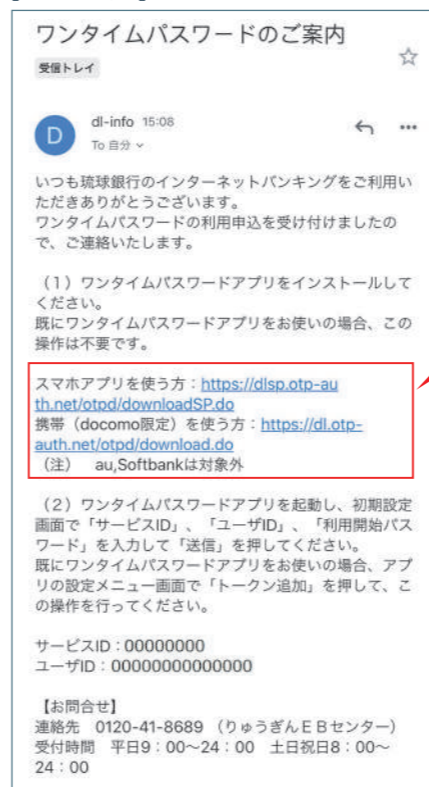 ワンタイムパスワードのご案内
受信トレイ
D
dl-info 15:08
To 自分
いつも琉球銀行のインターネットバンキングをご利用い
ただきありがとうございます。
ワンタイムパスワードの利用申込を受け付けましたの
で、ご連絡いたします。
（1）ワンタイムパスワードアプリをインストールして
ください。
既にワンタイムパスワードアプリをお使いの場合、この
操作は不要です。
スマホアプリを使う方：https://dlsp.otp-au
th.net/otpd/downloadSP.do
携帯（docomo限定）を使う方：https://dl.otp-
auth.net/otpd/download.do
（注） au,Softbankは対象外
（2）ワンタイムパスワードアプリを起動し、初期設定
画面で「サービスID」、「ユーザID」、「利用開始パス
ワード」を入力して「送信」を押してください。
既にワンタイムパスワードアプリをお使いの場合、アプ
リの設定メニュー画面で「トークン追加」を押して、こ
の操作を行ってください。
サービスID：00000000
ユーザID：00000000000000
【お問合せ】
連絡先 0120-41-8689 （りゅうぎんＥＢセンター）
受付時間 平日9：00～24：00 土日祝日8：00～
24：00